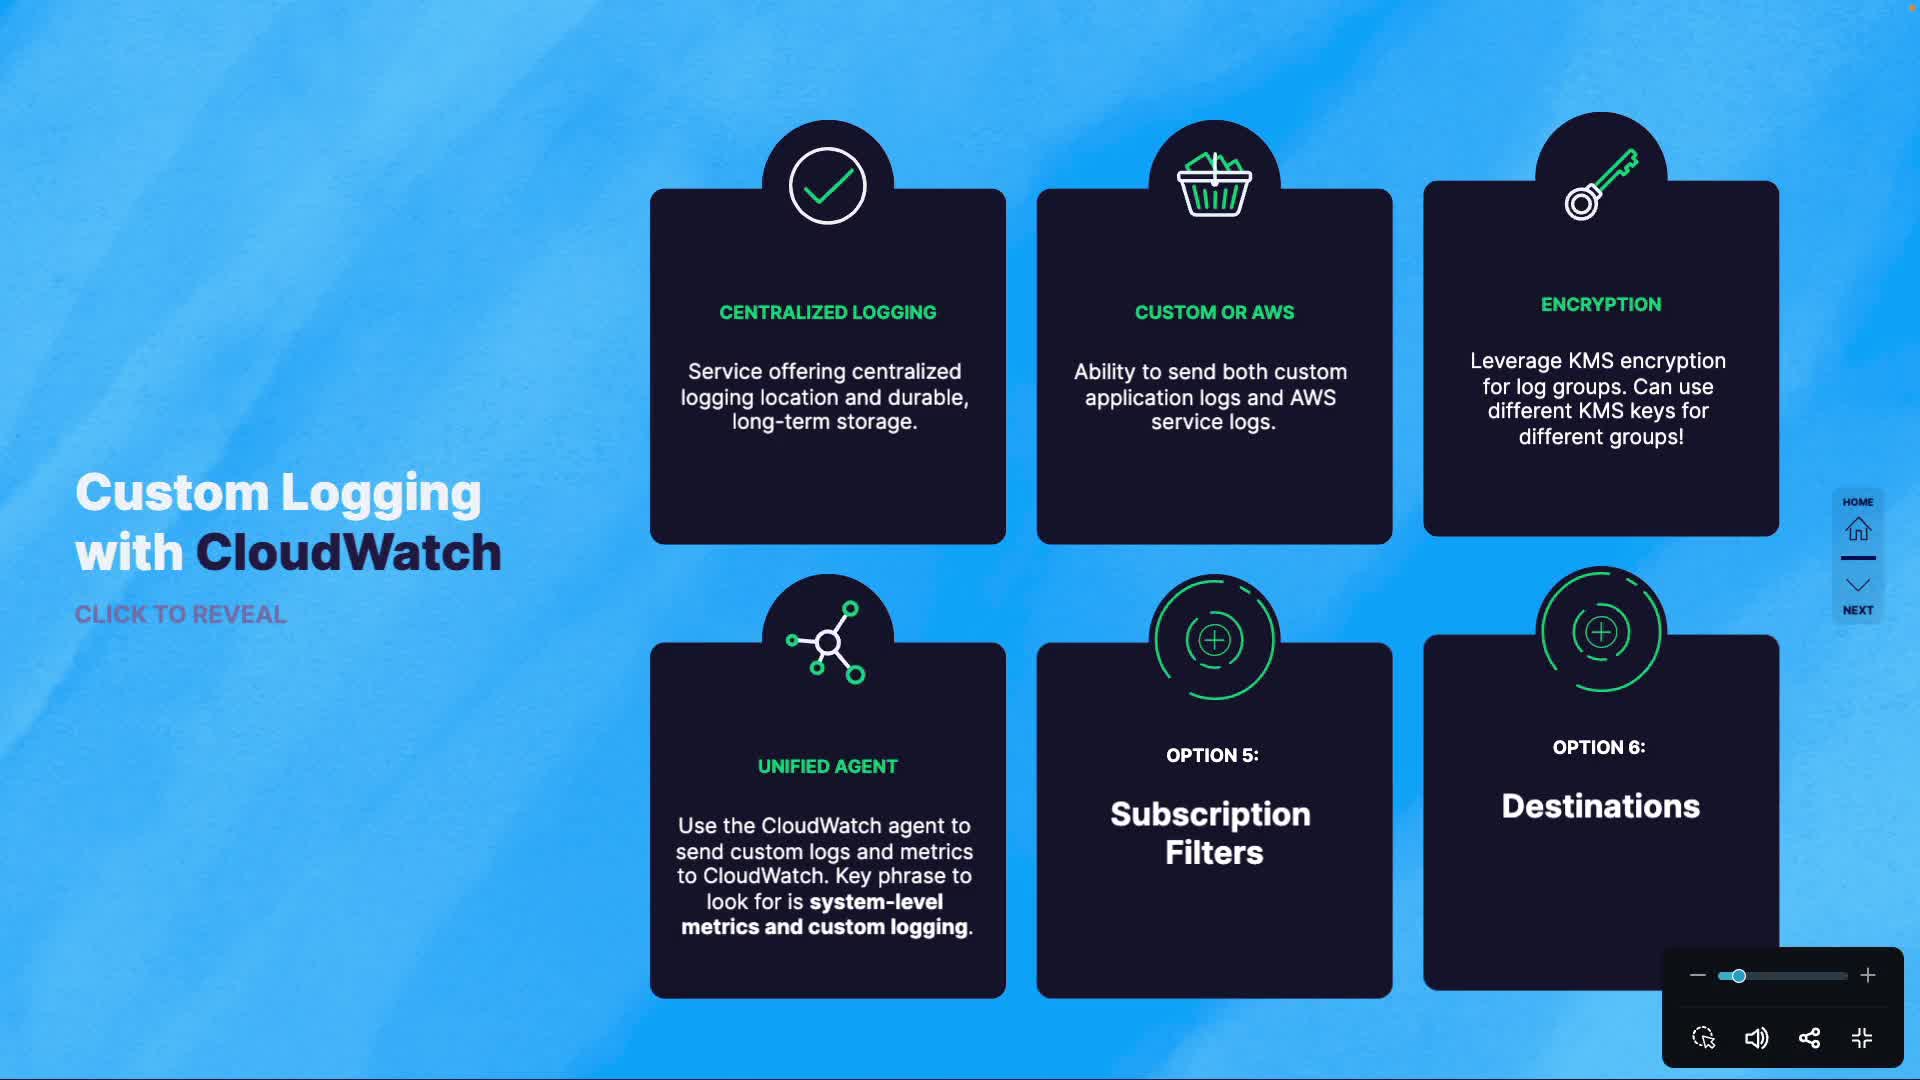 Custom Logging
with CloudWatch
CLICK TO REVEAL
CENTRALIZED LOGGING
Service offering centralized
logging location and durable,
long-term storage.
CUSTOM OR AWS
Ability to send both custom
application logs and AWS
service logs.
ENCRYPTION
Leverage KMS encryption
for log groups. Can use
different KMS keys for
different groups!
UNIFIED AGENT
Use the CloudWatch agent to
send custom logs and metrics
to CloudWatch. Key phrase to
look for is system-level
metrics and custom logging.
OPTION 5:
Subscription
Filters
OPTION 6:
Destinations
HOME
NEXT